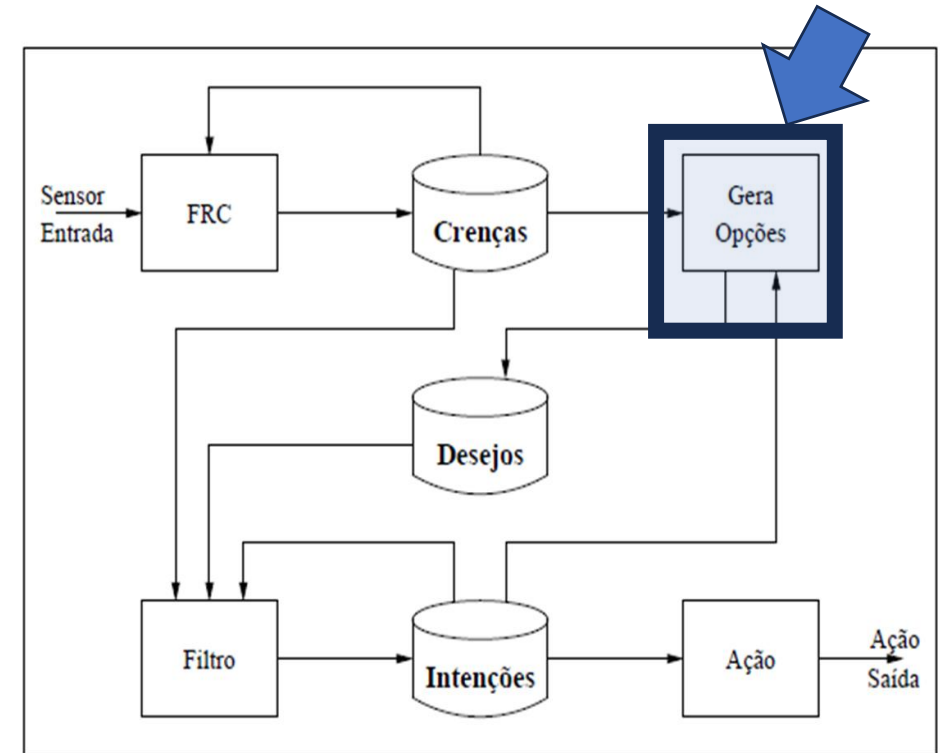 Sensor
Entrada
FRC
Crenças
Gera
Opções
Desejos
Filtro
Intenções
Ação
Ação
Saída